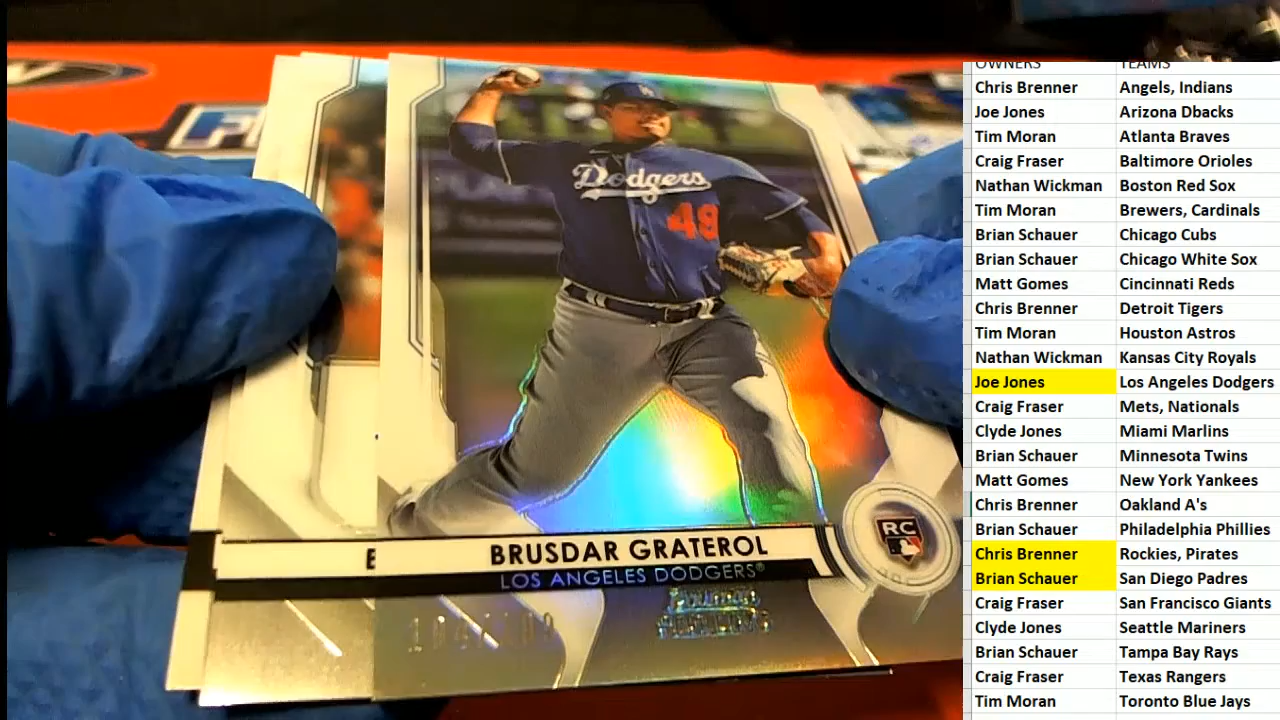 Dodgers
49
RC
BRUSDAR GRATEROL
LOS ANGELES DODGERS®
OWNERS TEAMS
Chris Brenner Angels, Indians
Joe Jones Arizona Dbacks
Tim Moran Atlanta Braves
Craig Fraser Baltimore Orioles
Nathan Wickman Boston Red Sox
Tim Moran Brewers, Cardinals
Brian Schauer Chicago Cubs
Brian Schauer Chicago White Sox
Matt Gomes Cincinnati Reds
Chris Brenner Detroit Tigers
Tim Moran Houston Astros
Nathan Wickman Kansas City Royals
Joe Jones Los Angeles Dodgers
Craig Fraser Mets, Nationals
Clyde Jones Miami Marlins
Brian Schauer Minnesota Twins
Matt Gomes New York Yankees
Chris Brenner Oakland A's
Brian Schauer Philadelphia Phillies
Chris Brenner Rockies, Pirates
Brian Schauer San Diego Padres
Craig Fraser San Francisco Giants
Clyde Jones Seattle Mariners
Brian Schauer Tampa Bay Rays
Craig Fraser Texas Rangers
Tim Moran Toronto Blue Jays